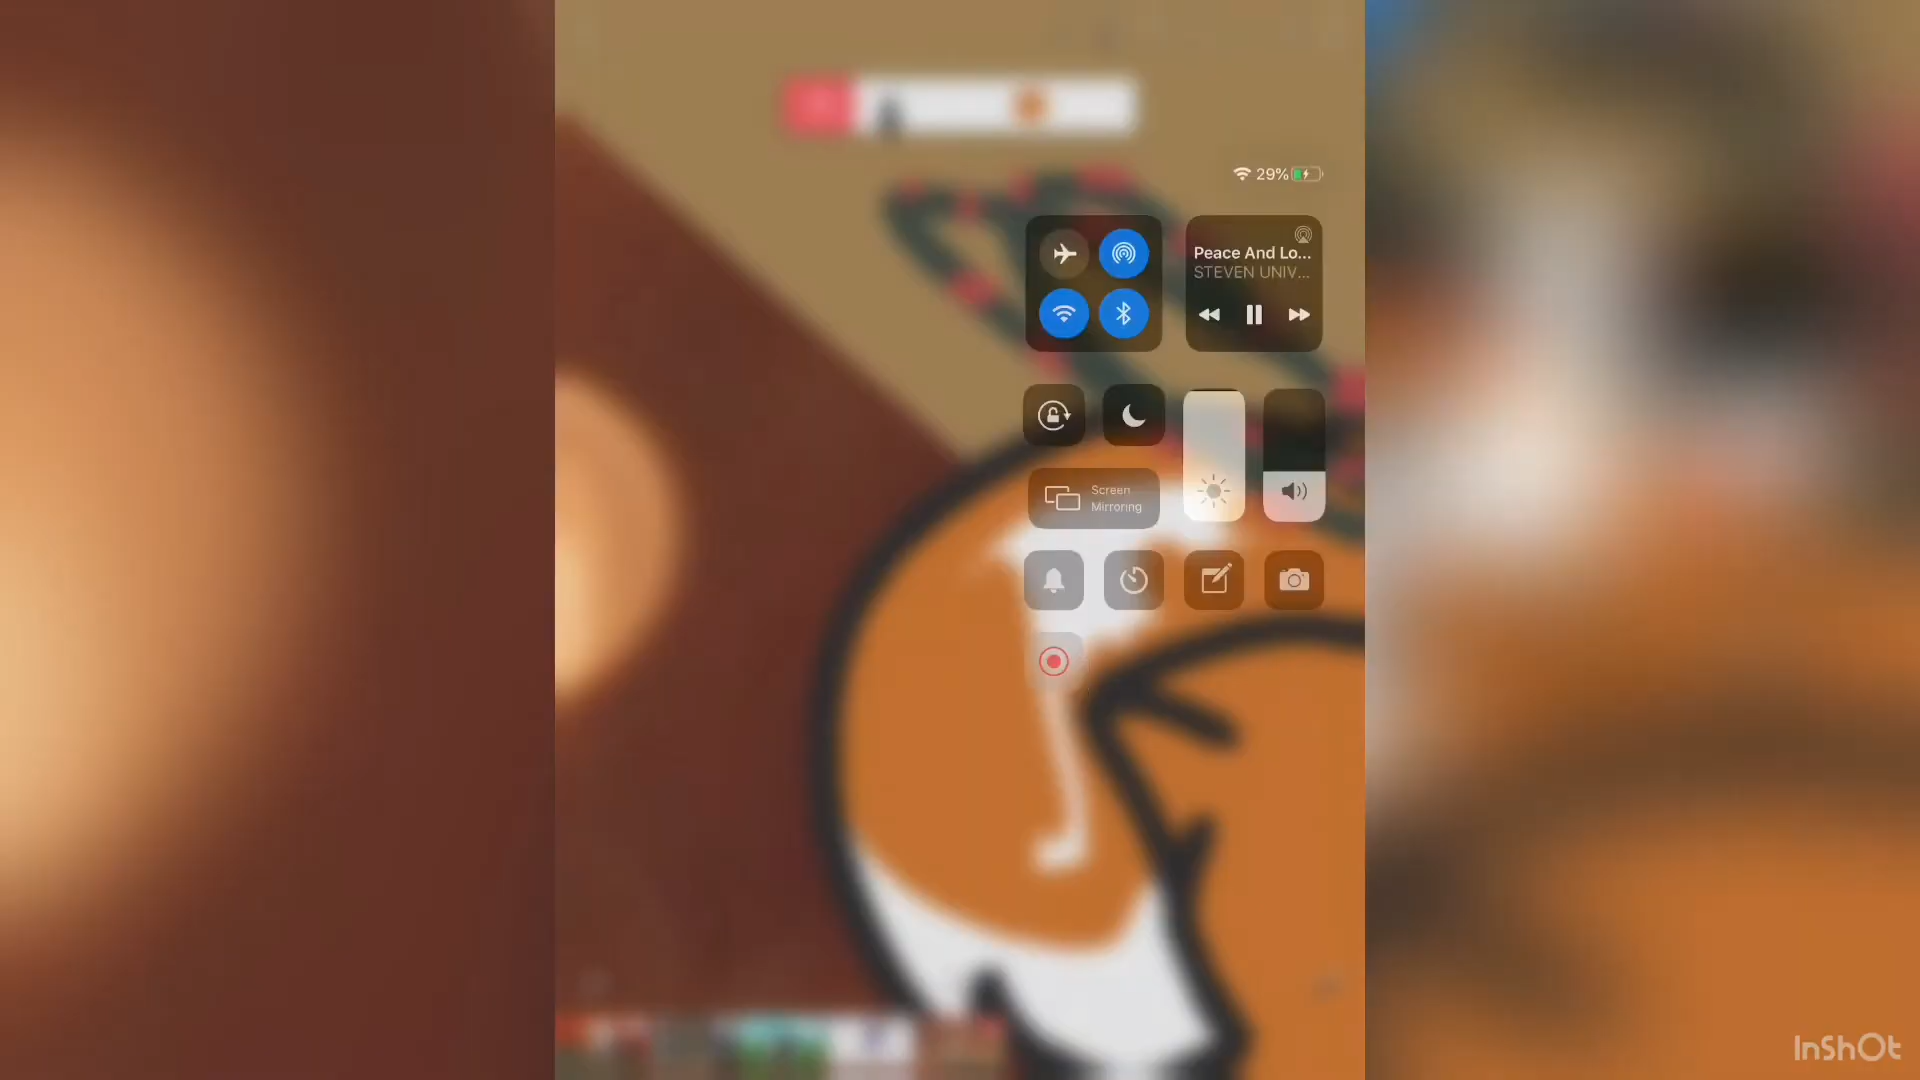 29%
Peace And Lo...
STEVEN UNIV...
Screen
Mirroring
InShOt